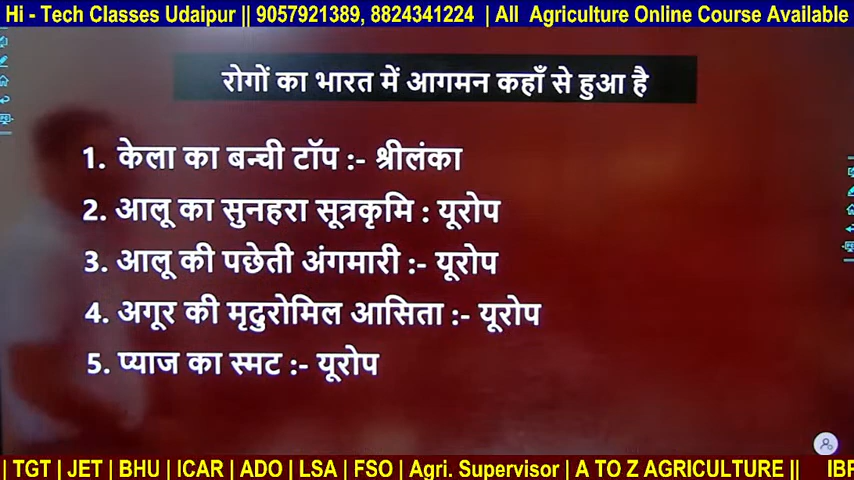 Hi - Tech Classes Udaipur || 9057921389, 8824341224 | All Agriculture Online Course Available
रोगों का भारत में आगमन कहाँ से हुआ है
1. केला का बन्ची टॉप :- श्रीलंका
2. आलू का सुनहरा सूत्रकृमि : यूरोप
3. आलू की पछेती अंगमारी :- यूरोप
4. अगूर की मृदुरोमिल आसिता :- यूरोप
5. प्याज का स्मट :- यूरोप
| TGT | JET | BHU | ICAR | ADO | LSA | FSO | Agri. Supervisor | A TO Z AGRICULTURE ||